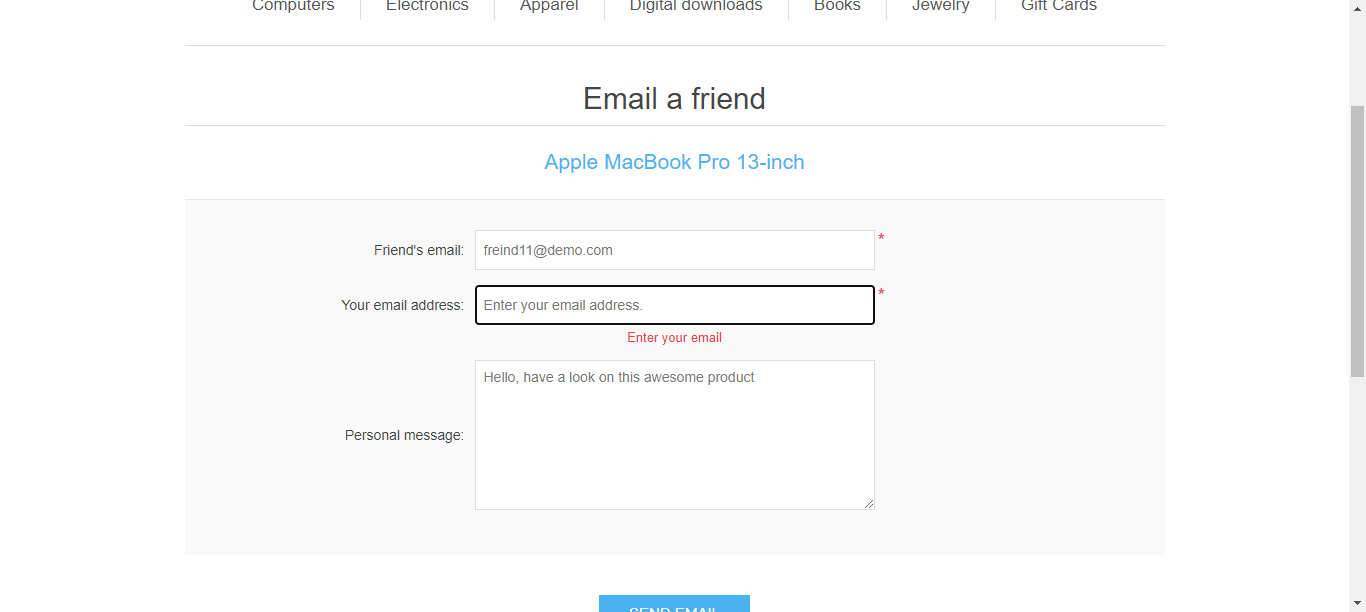 Computers Electronics Apparel Digital downloads Books Jewelry Gift Cards
Email a friend
Apple MacBook Pro 13-inch
Friend's email: freind11@demo.com *
Your email address: Enter your email address. *
Enter your email
Hello, have a look on this awesome product
Personal message:
SEND EMAIL